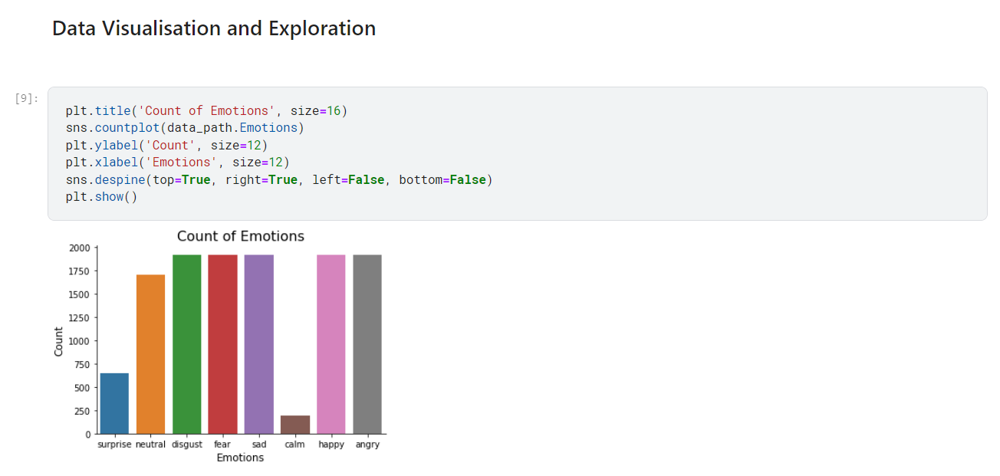 Data Visualisation and Exploration
[9]:
plt.title('Count of Emotions', size=16)
sns.countplot(data_path.Emotions)
plt.ylabel('Count', size=12)
plt.xlabel('Emotions', size=12)
sns.despine(top=True, right=True, left=False, bottom=False)
plt.show()
Count of Emotions
2000
1750
1500
1250
1000
750
500
250
0
Count
surprise neutral disgust fear sad calm happy angry
Emotions